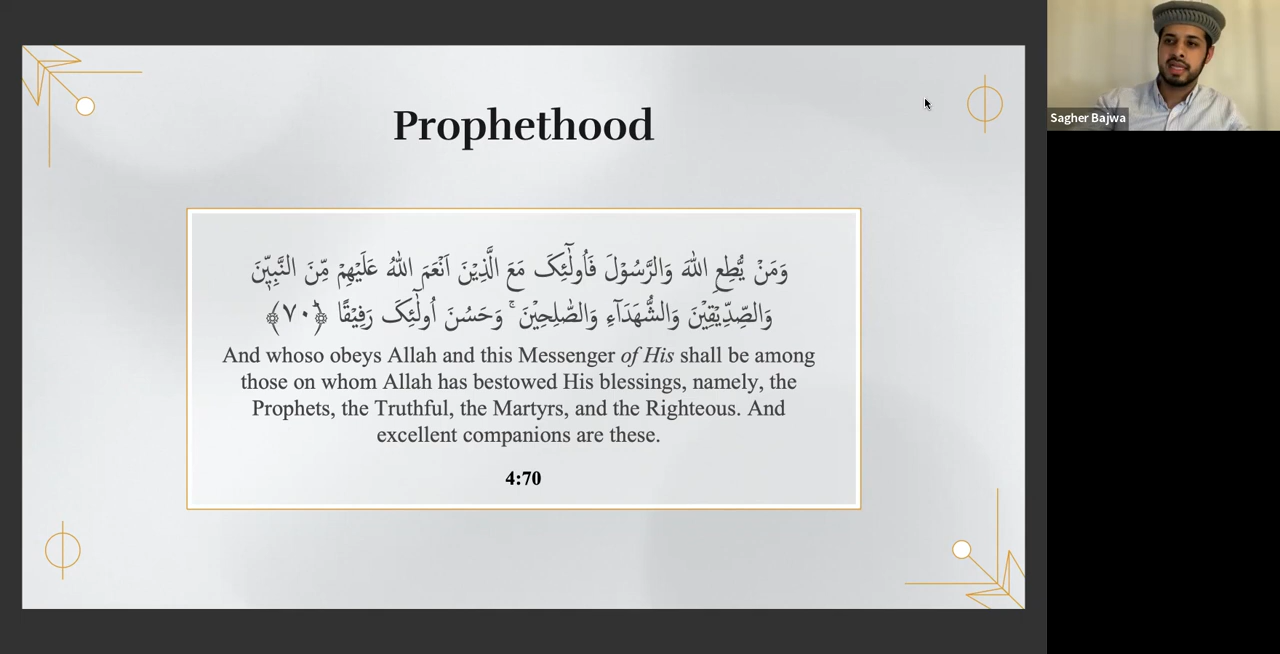 Prophethood
وَمَنْ یُّطِعِ اللّٰہَ وَالرَّسُوْلَ فَاُولٰٓئِکَ مَعَ الَّذِیْنَ اَنْعَمَ اللّٰہُ عَلَیْہِمْ مِّنَ النَّبِیّٖنَ
وَالصِّدِّیْقِیْنَ وَالشُّہَدَآءِ وَالصّٰلِحِیْنَ ۚ وَحَسُنَ اُولٰٓئِکَ رَفِیْقًا ﴿ؕ۷۰﴾
And whoso obeys Allah and this Messenger of His shall be among
those on whom Allah has bestowed His blessings, namely, the
Prophets, the Truthful, the Martyrs, and the Righteous. And
excellent companions are these.
4:70
Sagher Bajwa